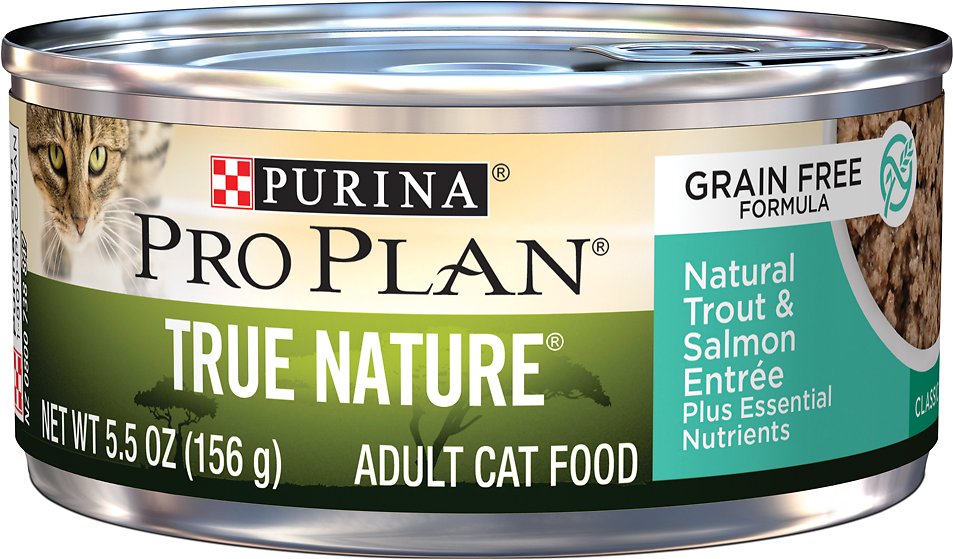 PURINA®
PRO PLAN®
TRUE NATURE®
NET WT 5.5 OZ (156 g)
ADULT CAT FOOD
GRAIN FREE
FORMULA
Natural
Trout &
Salmon
Entrée
Plus Essential
Nutrients
CLASSIC